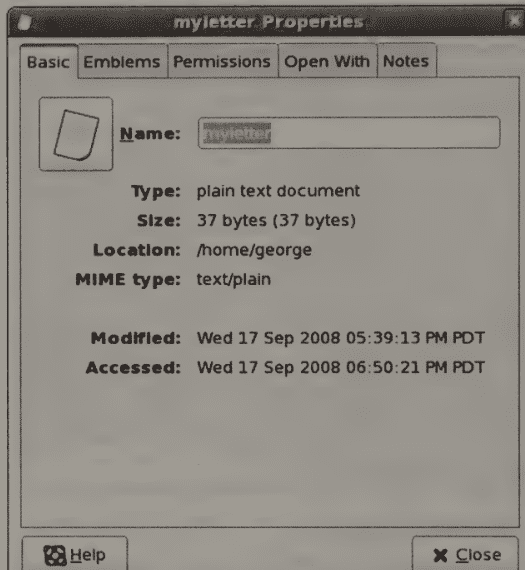 myletter Properties
Basic Emblems Permissions Open With Notes
Name: myletter
Type: plain text document
Size: 37 bytes (37 bytes)
Location: /home/george
MIME type: text/plain
Modified: Wed 17 Sep 2008 05:39:13 PM PDT
Accessed: Wed 17 Sep 2008 06:50:21 PM PDT
Help Close